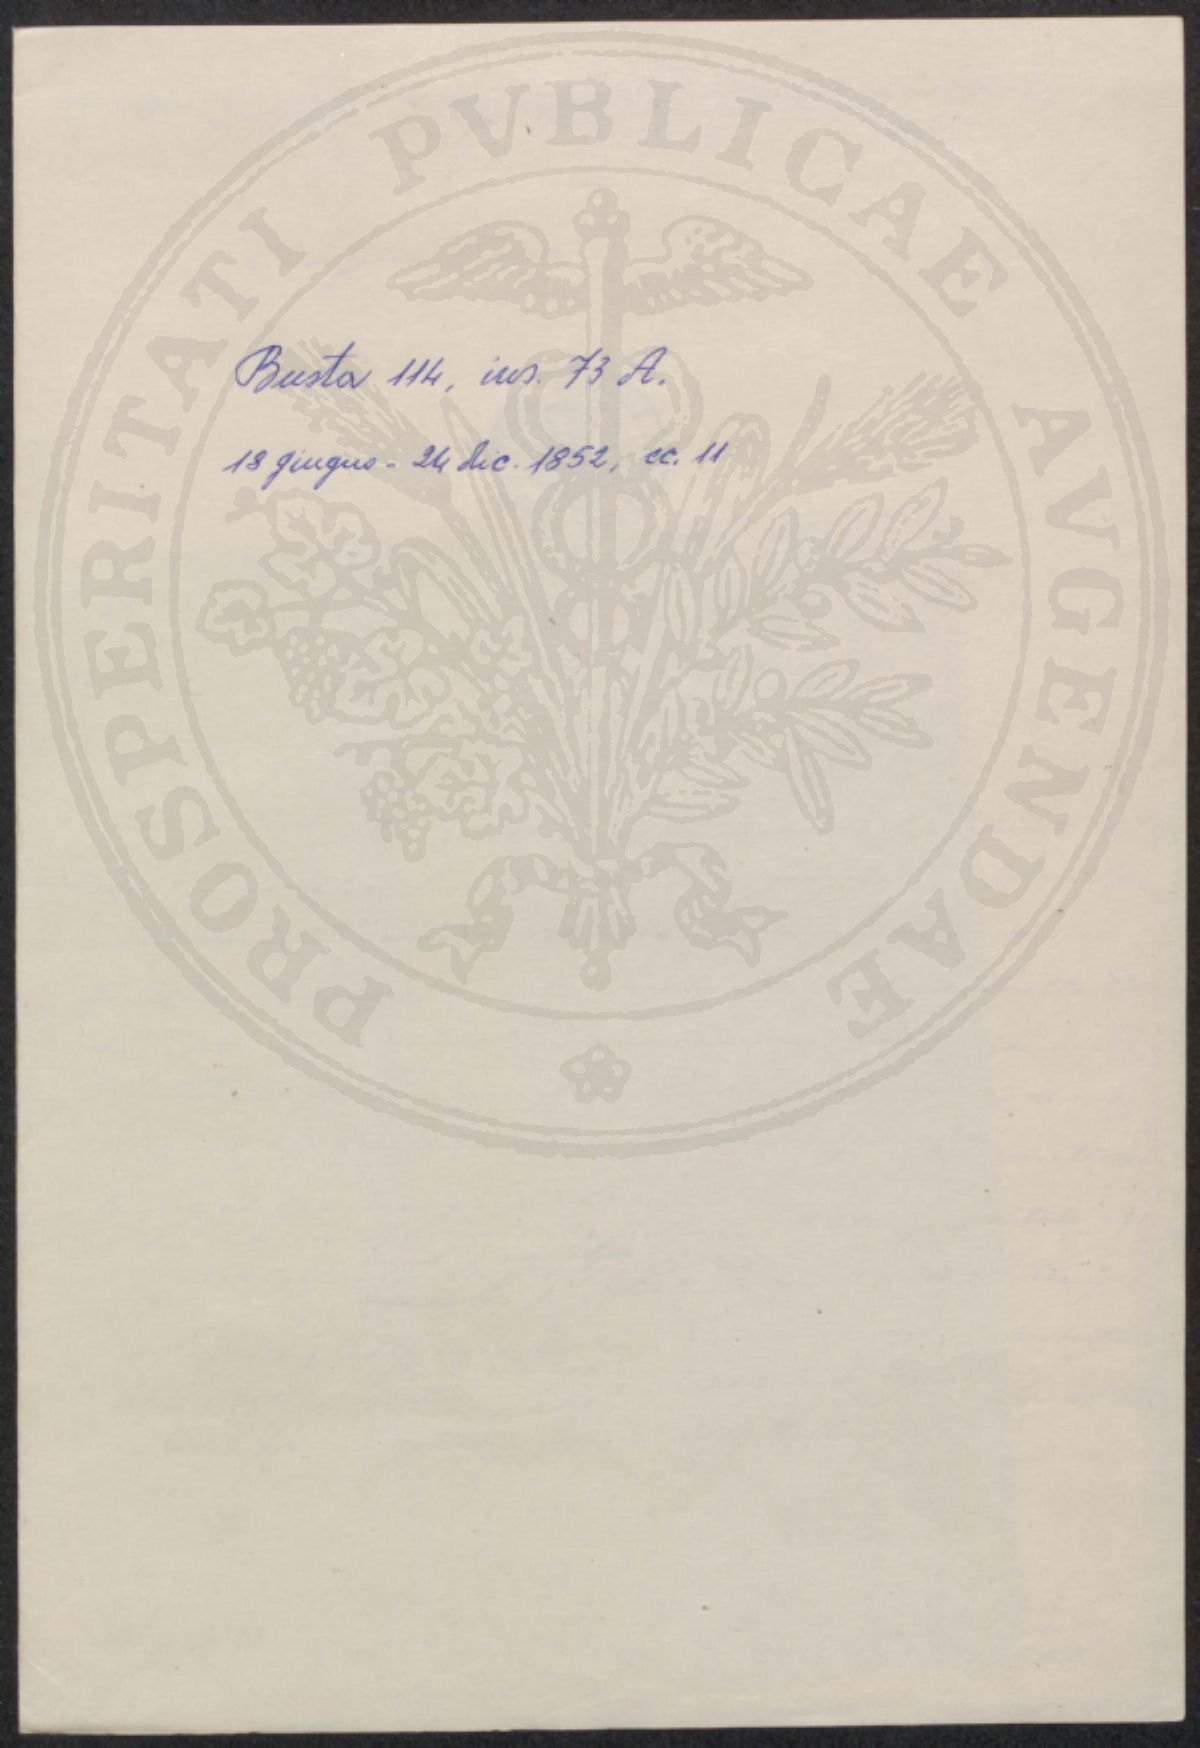 PROSPERITATI PVBLICAE AVGENDAE
Busta 114, ins. 73 A.
18 giugno - 24 dic. 1852, cc. 11